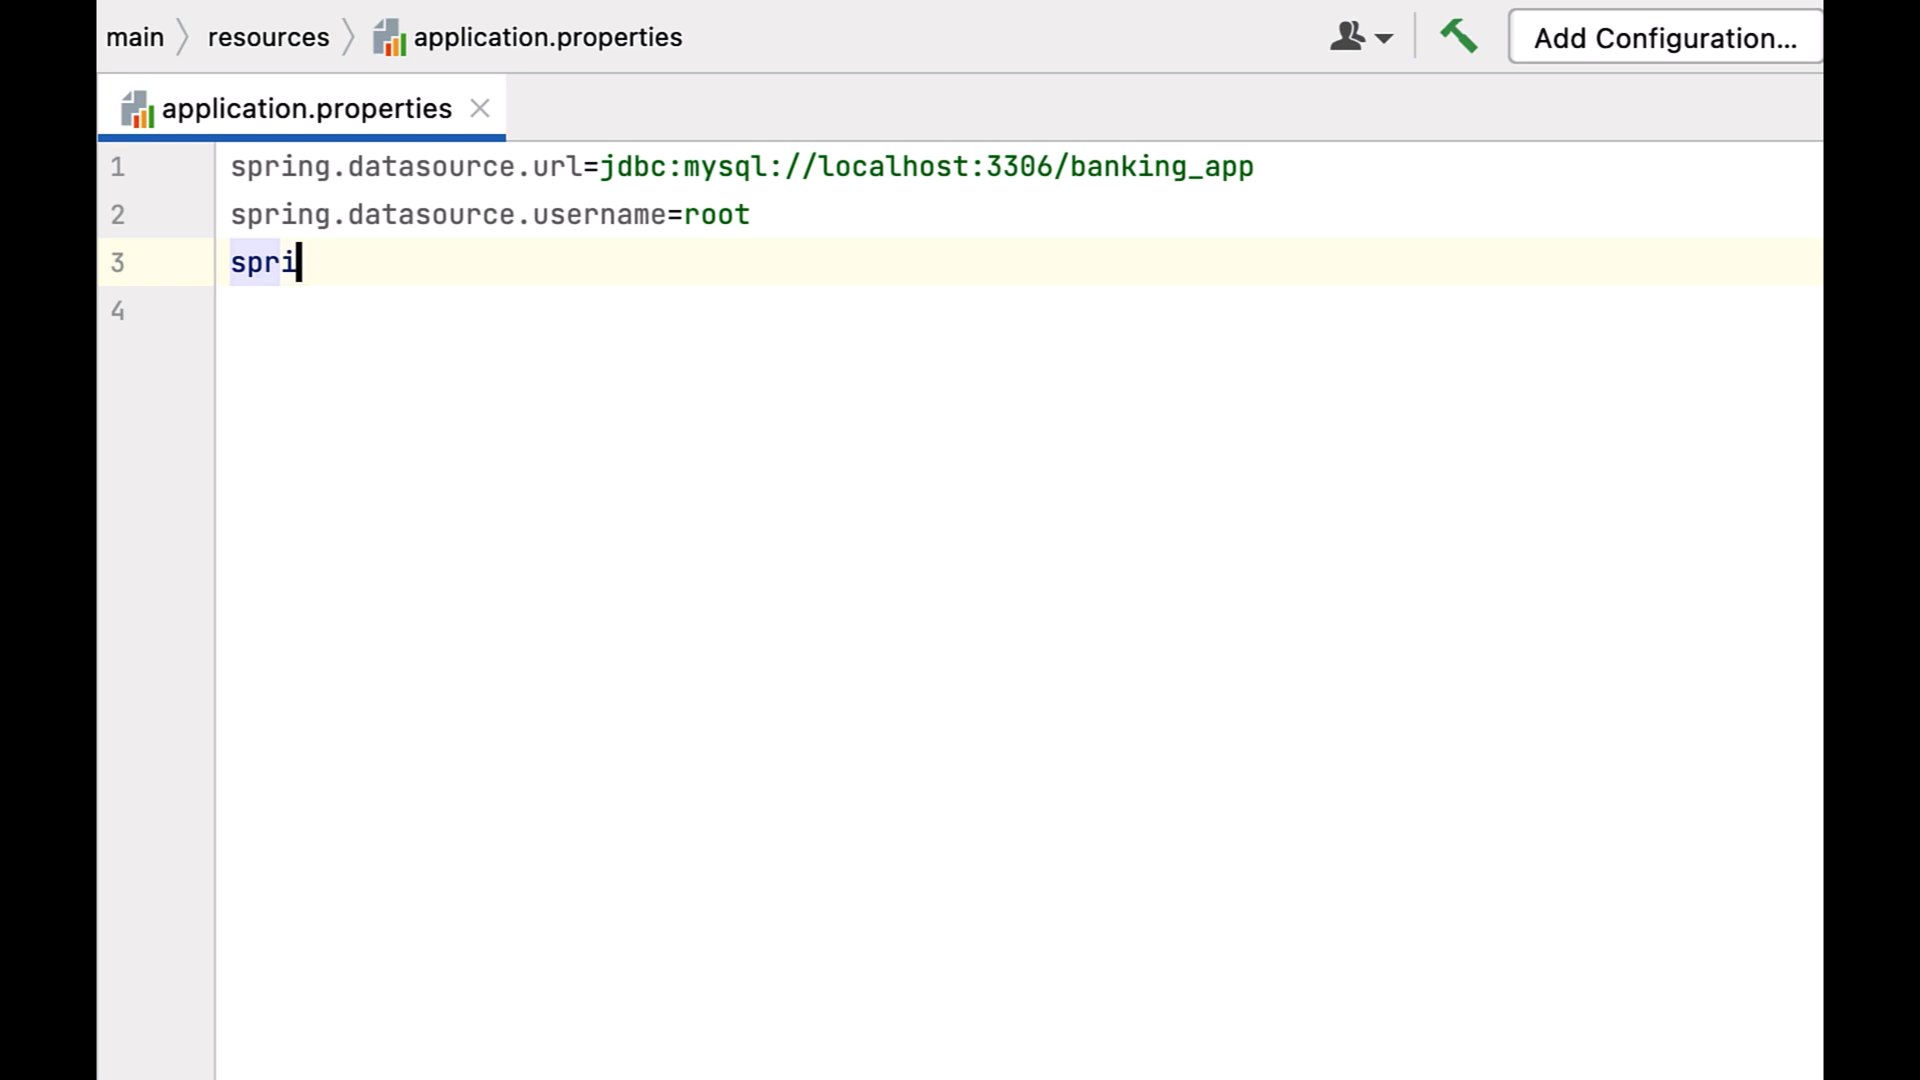 main resources application.properties Add Configuration...
application.properties
1 spring.datasource.url=jdbc:mysql://localhost:3306/banking_app
2 spring.datasource.username=root
3 spri
4